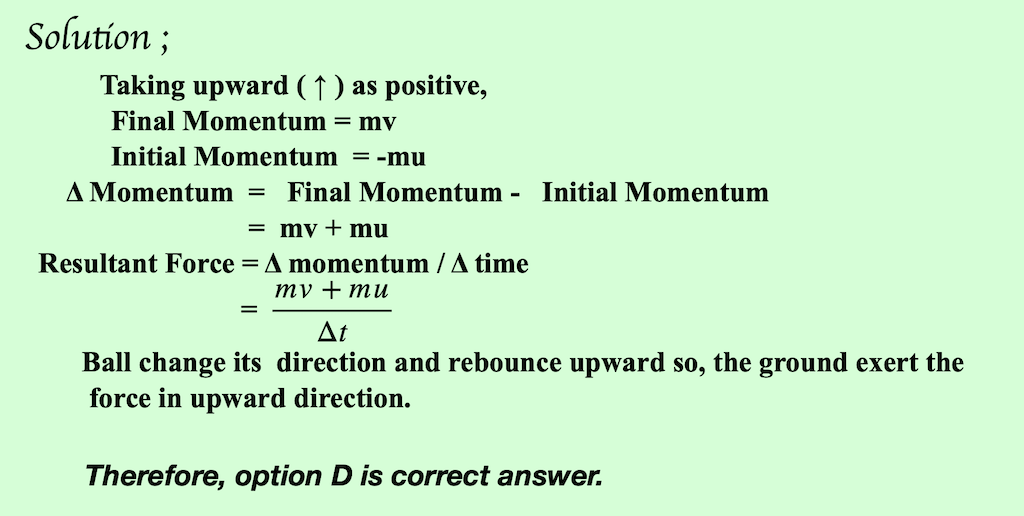 Solution ;
Taking upward ( ↑ ) as positive,
Final Momentum = mv
Initial Momentum = -mu
Δ Momentum = Final Momentum - Initial Momentum
= mv + mu
Resultant Force = Δ momentum / Δ time
= \frac{mv + mu}{Δt}
Ball change its direction and rebounce upward so, the ground exert the
force in upward direction.
Therefore, option D is correct answer.